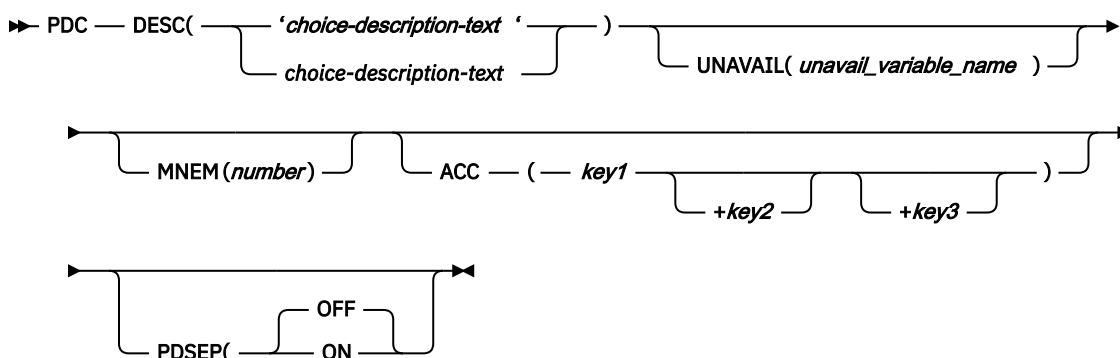 PDC DESC( ‘choice-description-text ‘ )
choice-description-text
UNAVAIL( unavail_variable_name )
MNEM(number) ACC ( key1 )
+key2 +key3
OFF
PDSEP( ON